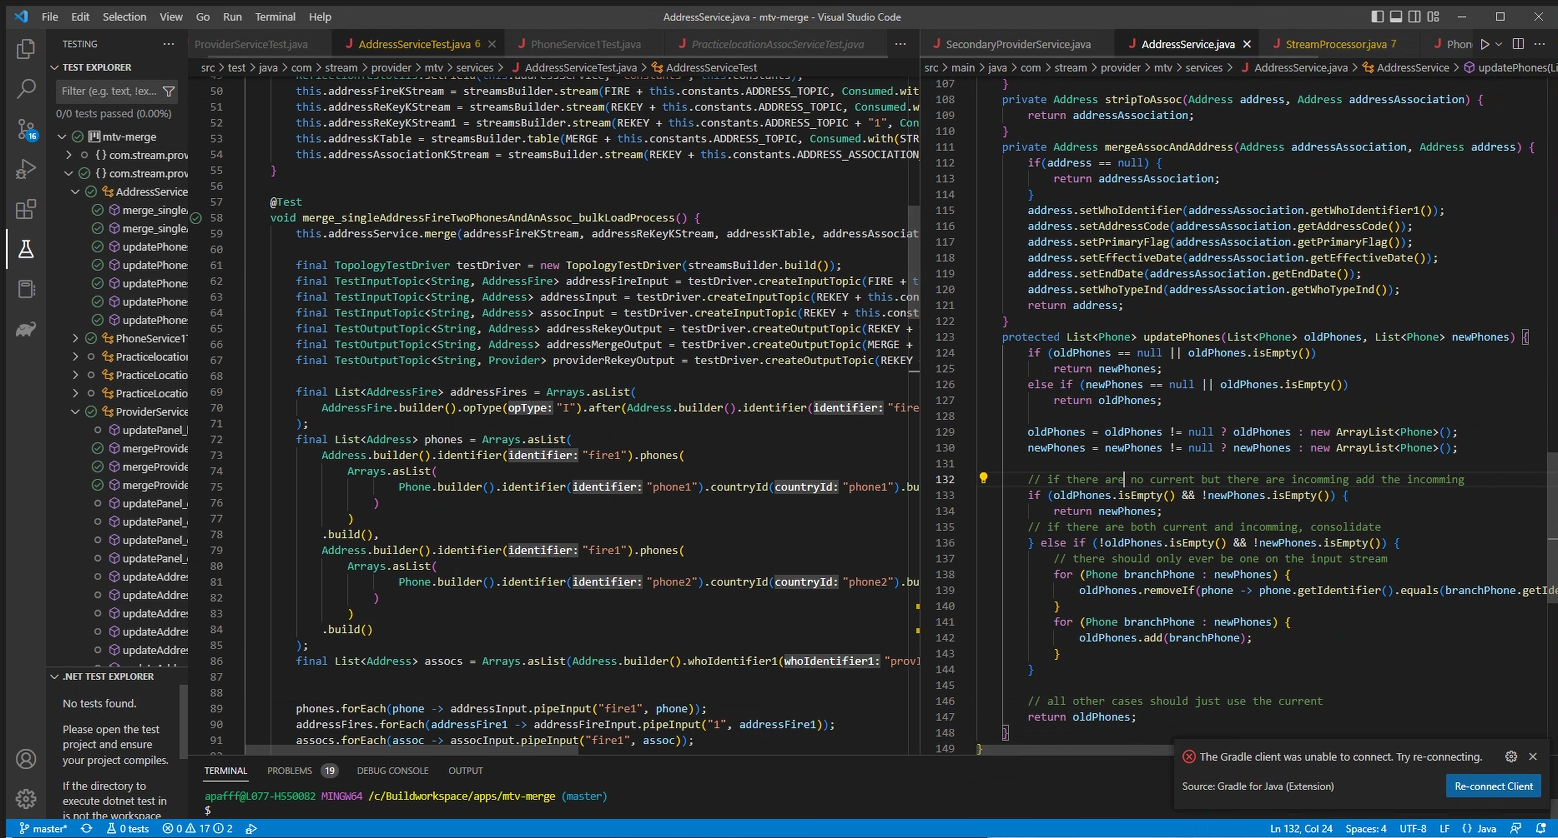 File Edit Selection View Go Run Terminal Help
AddressService.java - mtv-merge - Visual Studio Code
TESTING
TEST EXPLORER
Filter (e.g. text, !ex...
0/0 tests passed (0.00%)
mtv-merge
{} com.stream.prov
{} com.stream.prov
AddressService
merge_single
merge_single
updatePhone
updatePhone
updatePhone
updatePhone
updatePhone
PhoneService1T
Practicelocation
PracticeLocatio
PracticeLocatio
ProviderService
updatePanel_
mergeProvide
mergeProvide
mergeProvide
updatePanel_
updatePanel_
updatePanel_
updatePanel_
updateAddre
updateAddre
updateAddre
updateAddre
updateAddre
.NET TEST EXPLORER
No tests found.
Please open the test
project and ensure
your project compiles.
If the directory to
execute dotnet test in
is not the workspace
16
ProviderServiceTest.java
AddressServiceTest.java 6
PhoneService1Test.java
PracticelocationAssocServiceTest.java
src > test > java > com > stream > provider > mtv > services > AddressServiceTest.java > AddressServiceTest
50 this.addressFireKStream = streamsBuilder.stream(FIRE + this.constants.ADDRESS_TOPIC, Consumed.with
51 this.addressReKeyKStream = streamsBuilder.stream(REKEY + this.constants.ADDRESS_TOPIC, Consumed.w
52 this.addressReKeyKStream1 = streamsBuilder.stream(REKEY + this.constants.ADDRESS_TOPIC + "1", Con
53 this.addressKTable = streamsBuilder.table(MERGE + this.constants.ADDRESS_TOPIC, Consumed.with(STR
54 this.addressAssociationKStream = streamsBuilder.stream(REKEY + this.constants.ADDRESS_ASSOCIATION
55 }
56
57 @Test
58 void merge_singleAddressFireTwoPhonesAndAnAssoc_bulkLoadProcess() {
59 this.addressService.merge(addressFireKStream, addressReKeyKStream, addressKTable, addressAssociat
60
61 final TopologyTestDriver testDriver = new TopologyTestDriver(streamsBuilder.build());
62 final TestInputTopic<String, AddressFire> addressFireInput = testDriver.createInputTopic(FIRE + t
63 final TestInputTopic<String, Address> addressInput = testDriver.createInputTopic(REKEY + this.con
64 final TestInputTopic<String, Address> assocInput = testDriver.createInputTopic(REKEY + this.const
65 final TestOutputTopic<String, Address> addressRekeyOutput = testDriver.createOutputTopic(REKEY +
66 final TestOutputTopic<String, Address> addressMergeOutput = testDriver.createOutputTopic(MERGE +
67 final TestOutputTopic<String, Provider> providerRekeyOutput = testDriver.createOutputTopic(REKEY
68
69 final List<AddressFire> addressFires = Arrays.asList(
70 AddressFire.builder().opType(opType: "I").after(Address.builder().identifier(identifier: "fire
71 );
72 final List<Address> phones = Arrays.asList(
73 Address.builder().identifier(identifier: "fire1").phones(
74 Arrays.asList(
75 Phone.builder().identifier(identifier: "phone1").countryId(countryId: "phone1").bu
76 )
77 )
78 .build(),
79 Address.builder().identifier(identifier: "fire1").phones(
80 Arrays.asList(
81 Phone.builder().identifier(identifier: "phone2").countryId(countryId: "phone2").bu
82 )
83 )
84 .build()
85 );
86 final List<Address> assocs = Arrays.asList(Address.builder().whoIdentifier1(whoIdentifier1: "provi
87
88
89 phones.forEach(phone -> addressInput.pipeInput("fire1", phone));
90 addressFires.forEach(addressFire1 -> addressFireInput.pipeInput("1", addressFire1));
91 assocs.forEach(assoc -> assocInput.pipeInput("fire1", assoc));
SecondaryProviderService.java
AddressService.java
StreamProcessor.java 7
Phon
src > main > java > com > stream > provider > mtv > services > AddressService.java > AddressService > updatePhones(Li
107 }
108 private Address stripToAssoc(Address address, Address addressAssociation) {
109 return addressAssociation;
110 }
111 private Address mergeAssocAndAddress(Address addressAssociation, Address address) {
112 if(address == null) {
113 return addressAssociation;
114 }
115 address.setWhoIdentifier(addressAssociation.getWhoIdentifier1());
116 address.setAddressCode(addressAssociation.getAddressCode());
117 address.setPrimaryFlag(addressAssociation.getPrimaryFlag());
118 address.setEffectiveDate(addressAssociation.getEffectiveDate());
119 address.setEndDate(addressAssociation.getEndDate());
120 address.setWhoTypeInd(addressAssociation.getWhoTypeInd());
121 return address;
122 }
123 protected List<Phone> updatePhones(List<Phone> oldPhones, List<Phone> newPhones) {
124 if (oldPhones == null || oldPhones.isEmpty())
125 return newPhones;
126 else if (newPhones == null || oldPhones.isEmpty())
127 return oldPhones;
128
129 oldPhones = oldPhones != null ? oldPhones : new ArrayList<Phone>();
130 newPhones = newPhones != null ? newPhones : new ArrayList<Phone>();
131
132 // if there are no current but there are incomming add the incomming
133 if (oldPhones.isEmpty() && !newPhones.isEmpty()) {
134 return newPhones;
135 // if there are both current and incomming, consolidate
136 } else if (!oldPhones.isEmpty() && !newPhones.isEmpty()) {
137 // there should only ever be one on the input stream
138 for (Phone branchPhone : newPhones) {
139 oldPhones.removeIf(phone -> phone.getIdentifier().equals(branchPhone.getIde
140 }
141 for (Phone branchPhone : newPhones) {
142 oldPhones.add(branchPhone);
143 }
144 }
145
146 // all other cases should just use the current
147 return oldPhones;
148 }
149 }
TERMINAL PROBLEMS 19 DEBUG CONSOLE OUTPUT
apafff@L077-H550082 MINGW64 /c/Buildworkspace/apps/mtv-merge (master)
$
The Gradle client was unable to connect. Try re-connecting.
Source: Gradle for Java (Extension)
Re-connect Client
master* 0 tests 0 17 2
Ln 132, Col 24 Spaces: 4 UTF-8 LF {} Java